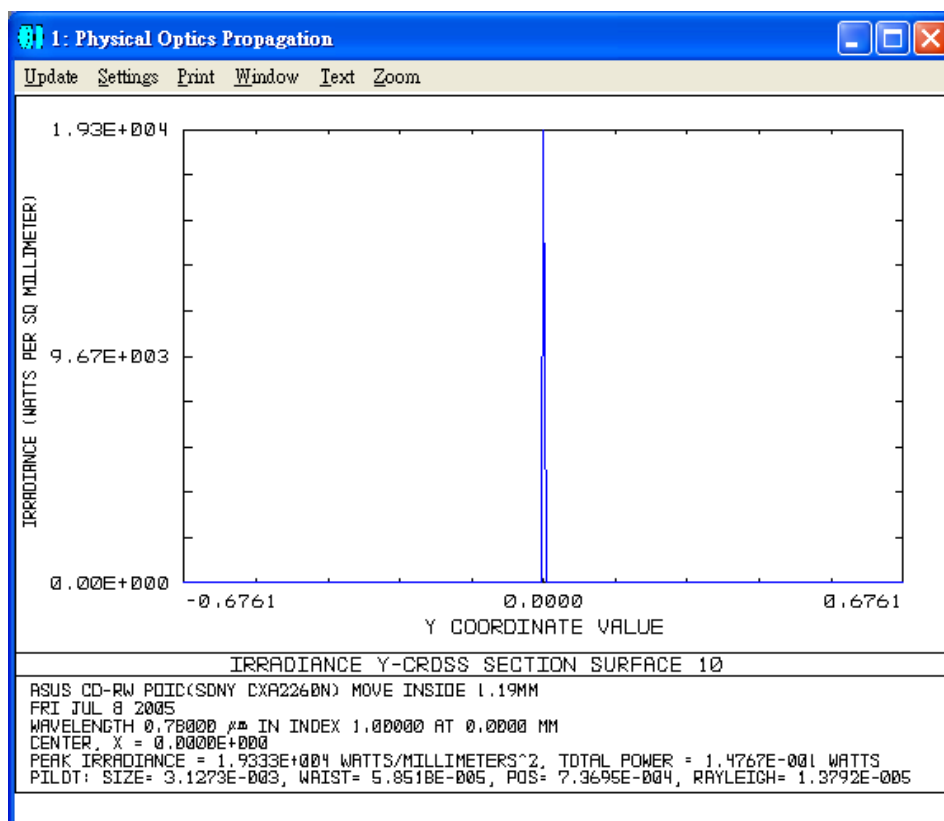 1: Physical Optics Propagation
Update Settings Print Window Text Zoom
1.93E+004
9.67E+003
0.00E+000
IRRADIANCE (WATTS PER SQ MILLIMETER)
-0.6761 0.0000 0.6761
Y COORDINATE VALUE
IRRADIANCE Y-CROSS SECTION SURFACE 10
ASUS CD-RW POIC(SONY CXA2260N) MOVE INSIDE 1.19MM
FRI JUL 8 2005
WAVELENGTH 0.78000 µm IN INDEX 1.00000 AT 0.0000 MM
CENTER, X = 0.0000E+000
PEAK IRRADIANCE = 1.9333E+004 WATTS/MILLIMETERS^2, TOTAL POWER = 1.4767E-001 WATTS
PILOT: SIZE= 3.1273E-003, WAIST= 5.8518E-005, POS= 7.3695E-004, RAYLEIGH= 1.3792E-005